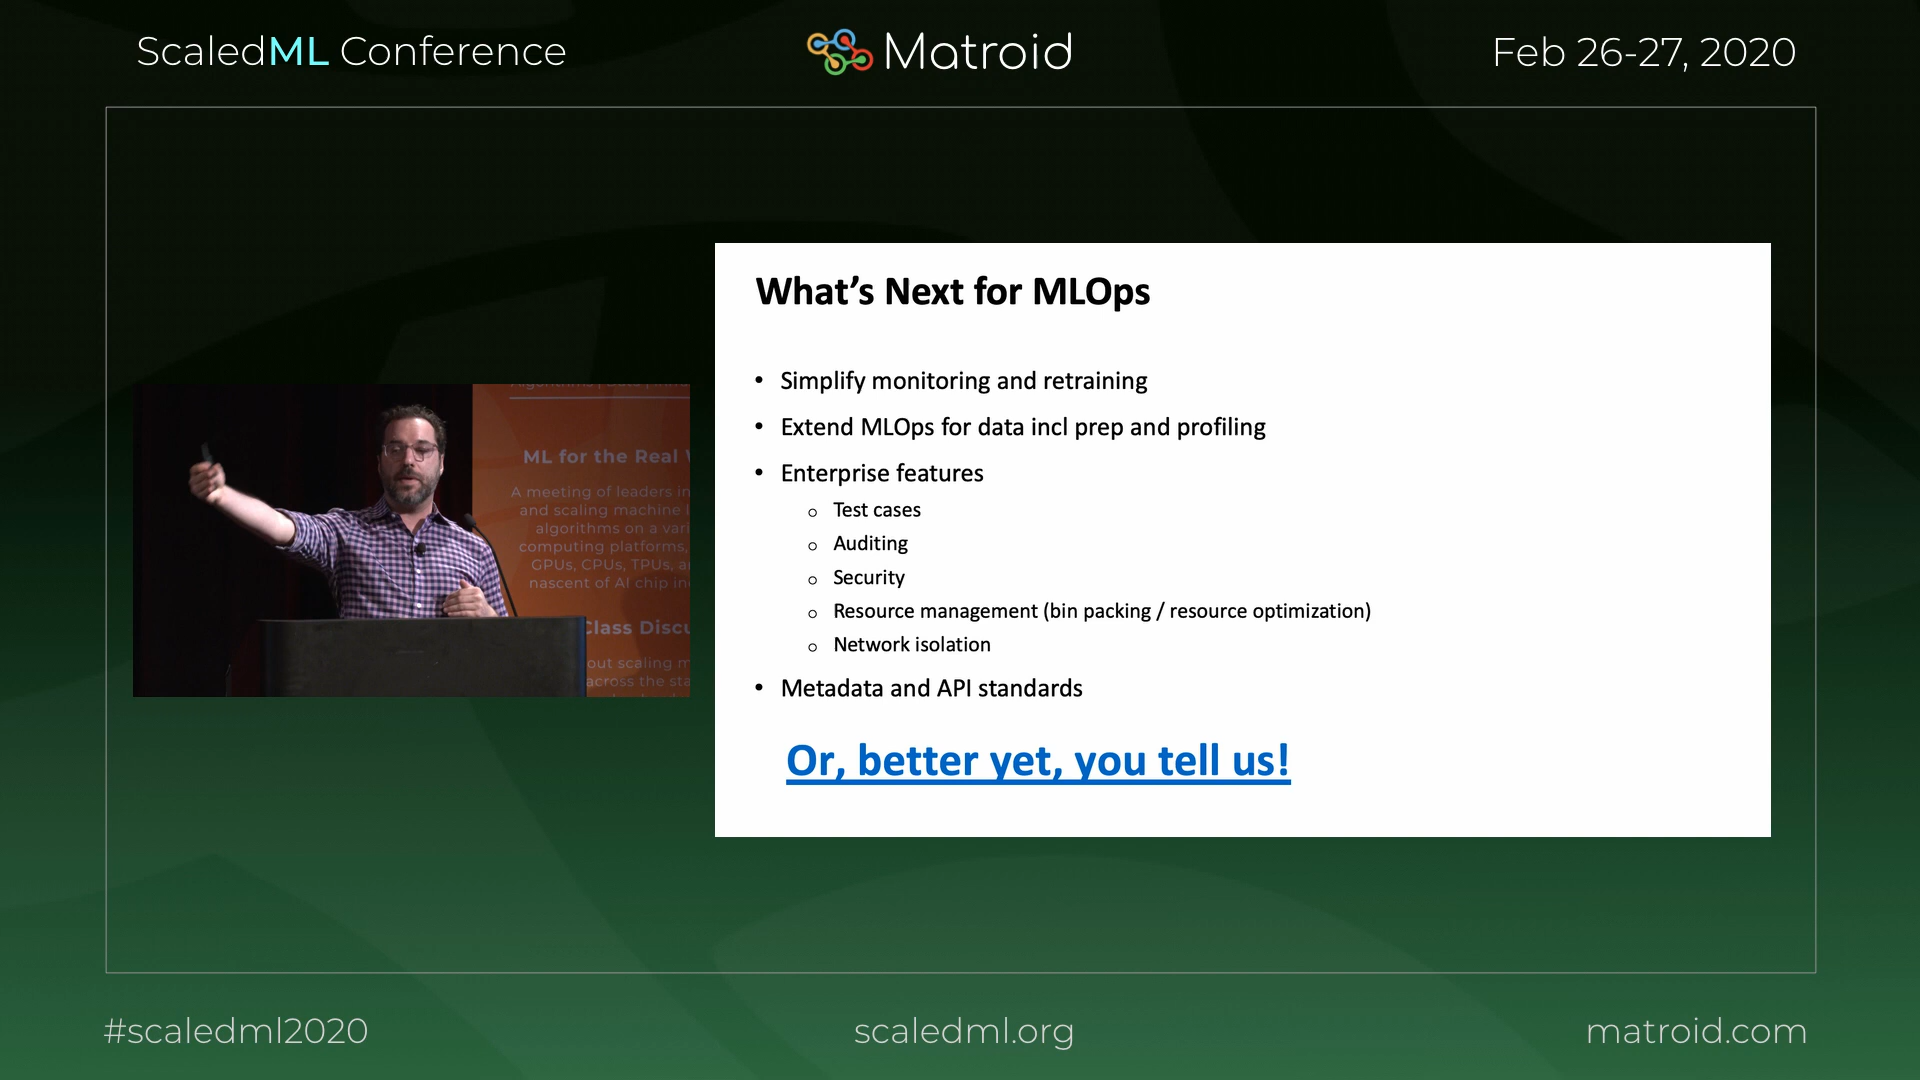 ScaledML Conference
Matroid
Feb 26-27, 2020
ML for the Real
A meeting of leaders in
and scaling machine
algorithms on a vari
computing platforms,
GPUs, CPUs, TPUs, a
nascent of AI chip in
Class Discu
out scaling m
across the sta
What's Next for MLOps
• Simplify monitoring and retraining
• Extend MLOps for data incl prep and profiling
• Enterprise features
o Test cases
o Auditing
o Security
o Resource management (bin packing / resource optimization)
o Network isolation
• Metadata and API standards
Or, better yet, you tell us!
#scaledml2020
scaledml.org
matroid.com